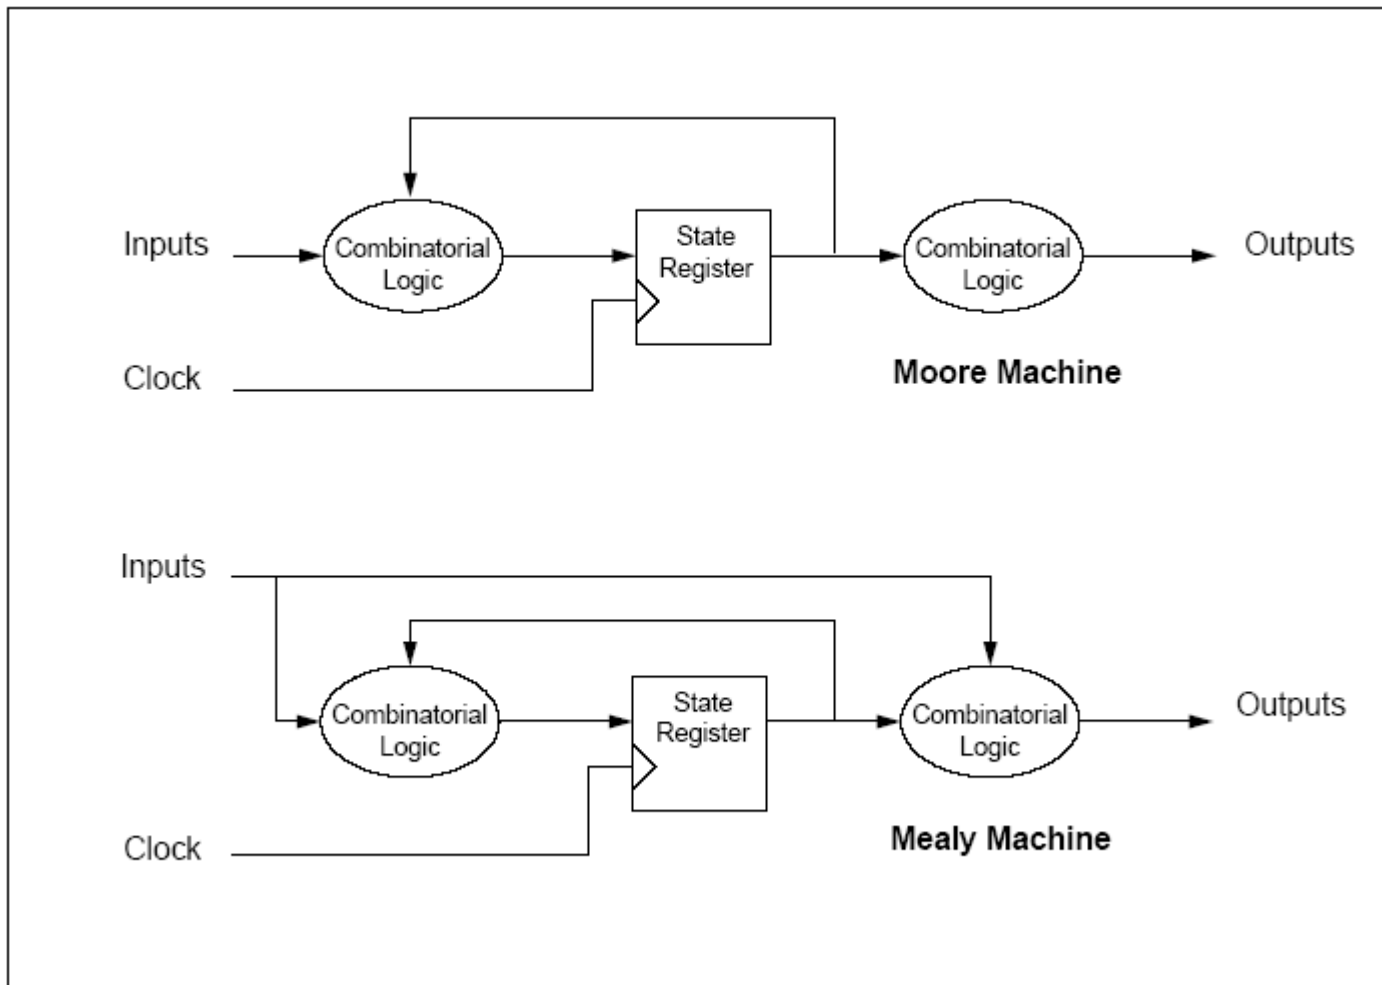 Inputs
Combinatorial
Logic
State
Register
Combinatorial
Logic
Outputs
Clock
Moore Machine
Inputs
Combinatorial
Logic
State
Register
Combinatorial
Logic
Outputs
Clock
Mealy Machine